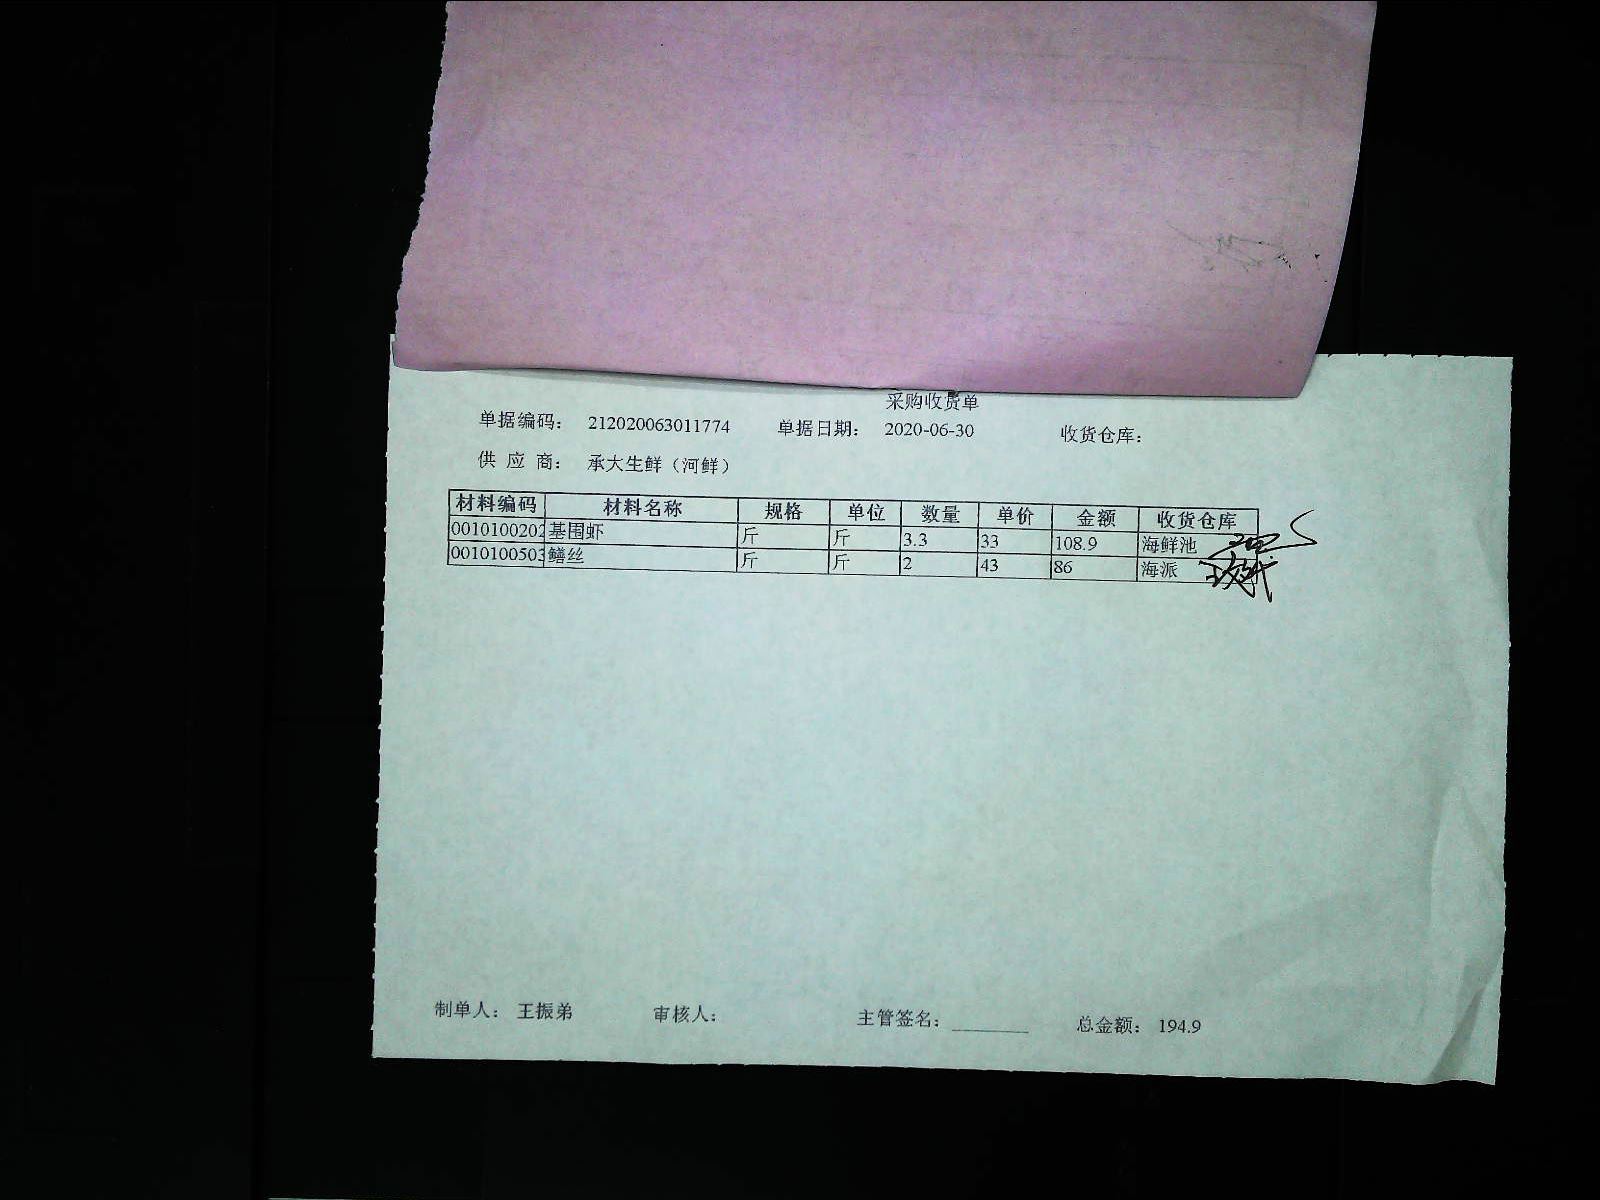 采购收货单
单据编码： 212020063011774 单据日期： 2020-06-30 收货仓库：
供 应 商： 承大生鲜（河鲜）
材料编码 材料名称 规格 单位 数量 单价 金额 收货仓库
0010100202 基围虾 斤 斤 3.3 33 108.9 海鲜池
0010100503 鳝丝 斤 斤 2 43 86 海派
制单人： 王振弟 审核人： 主管签名： ________ 总金额： 194.9